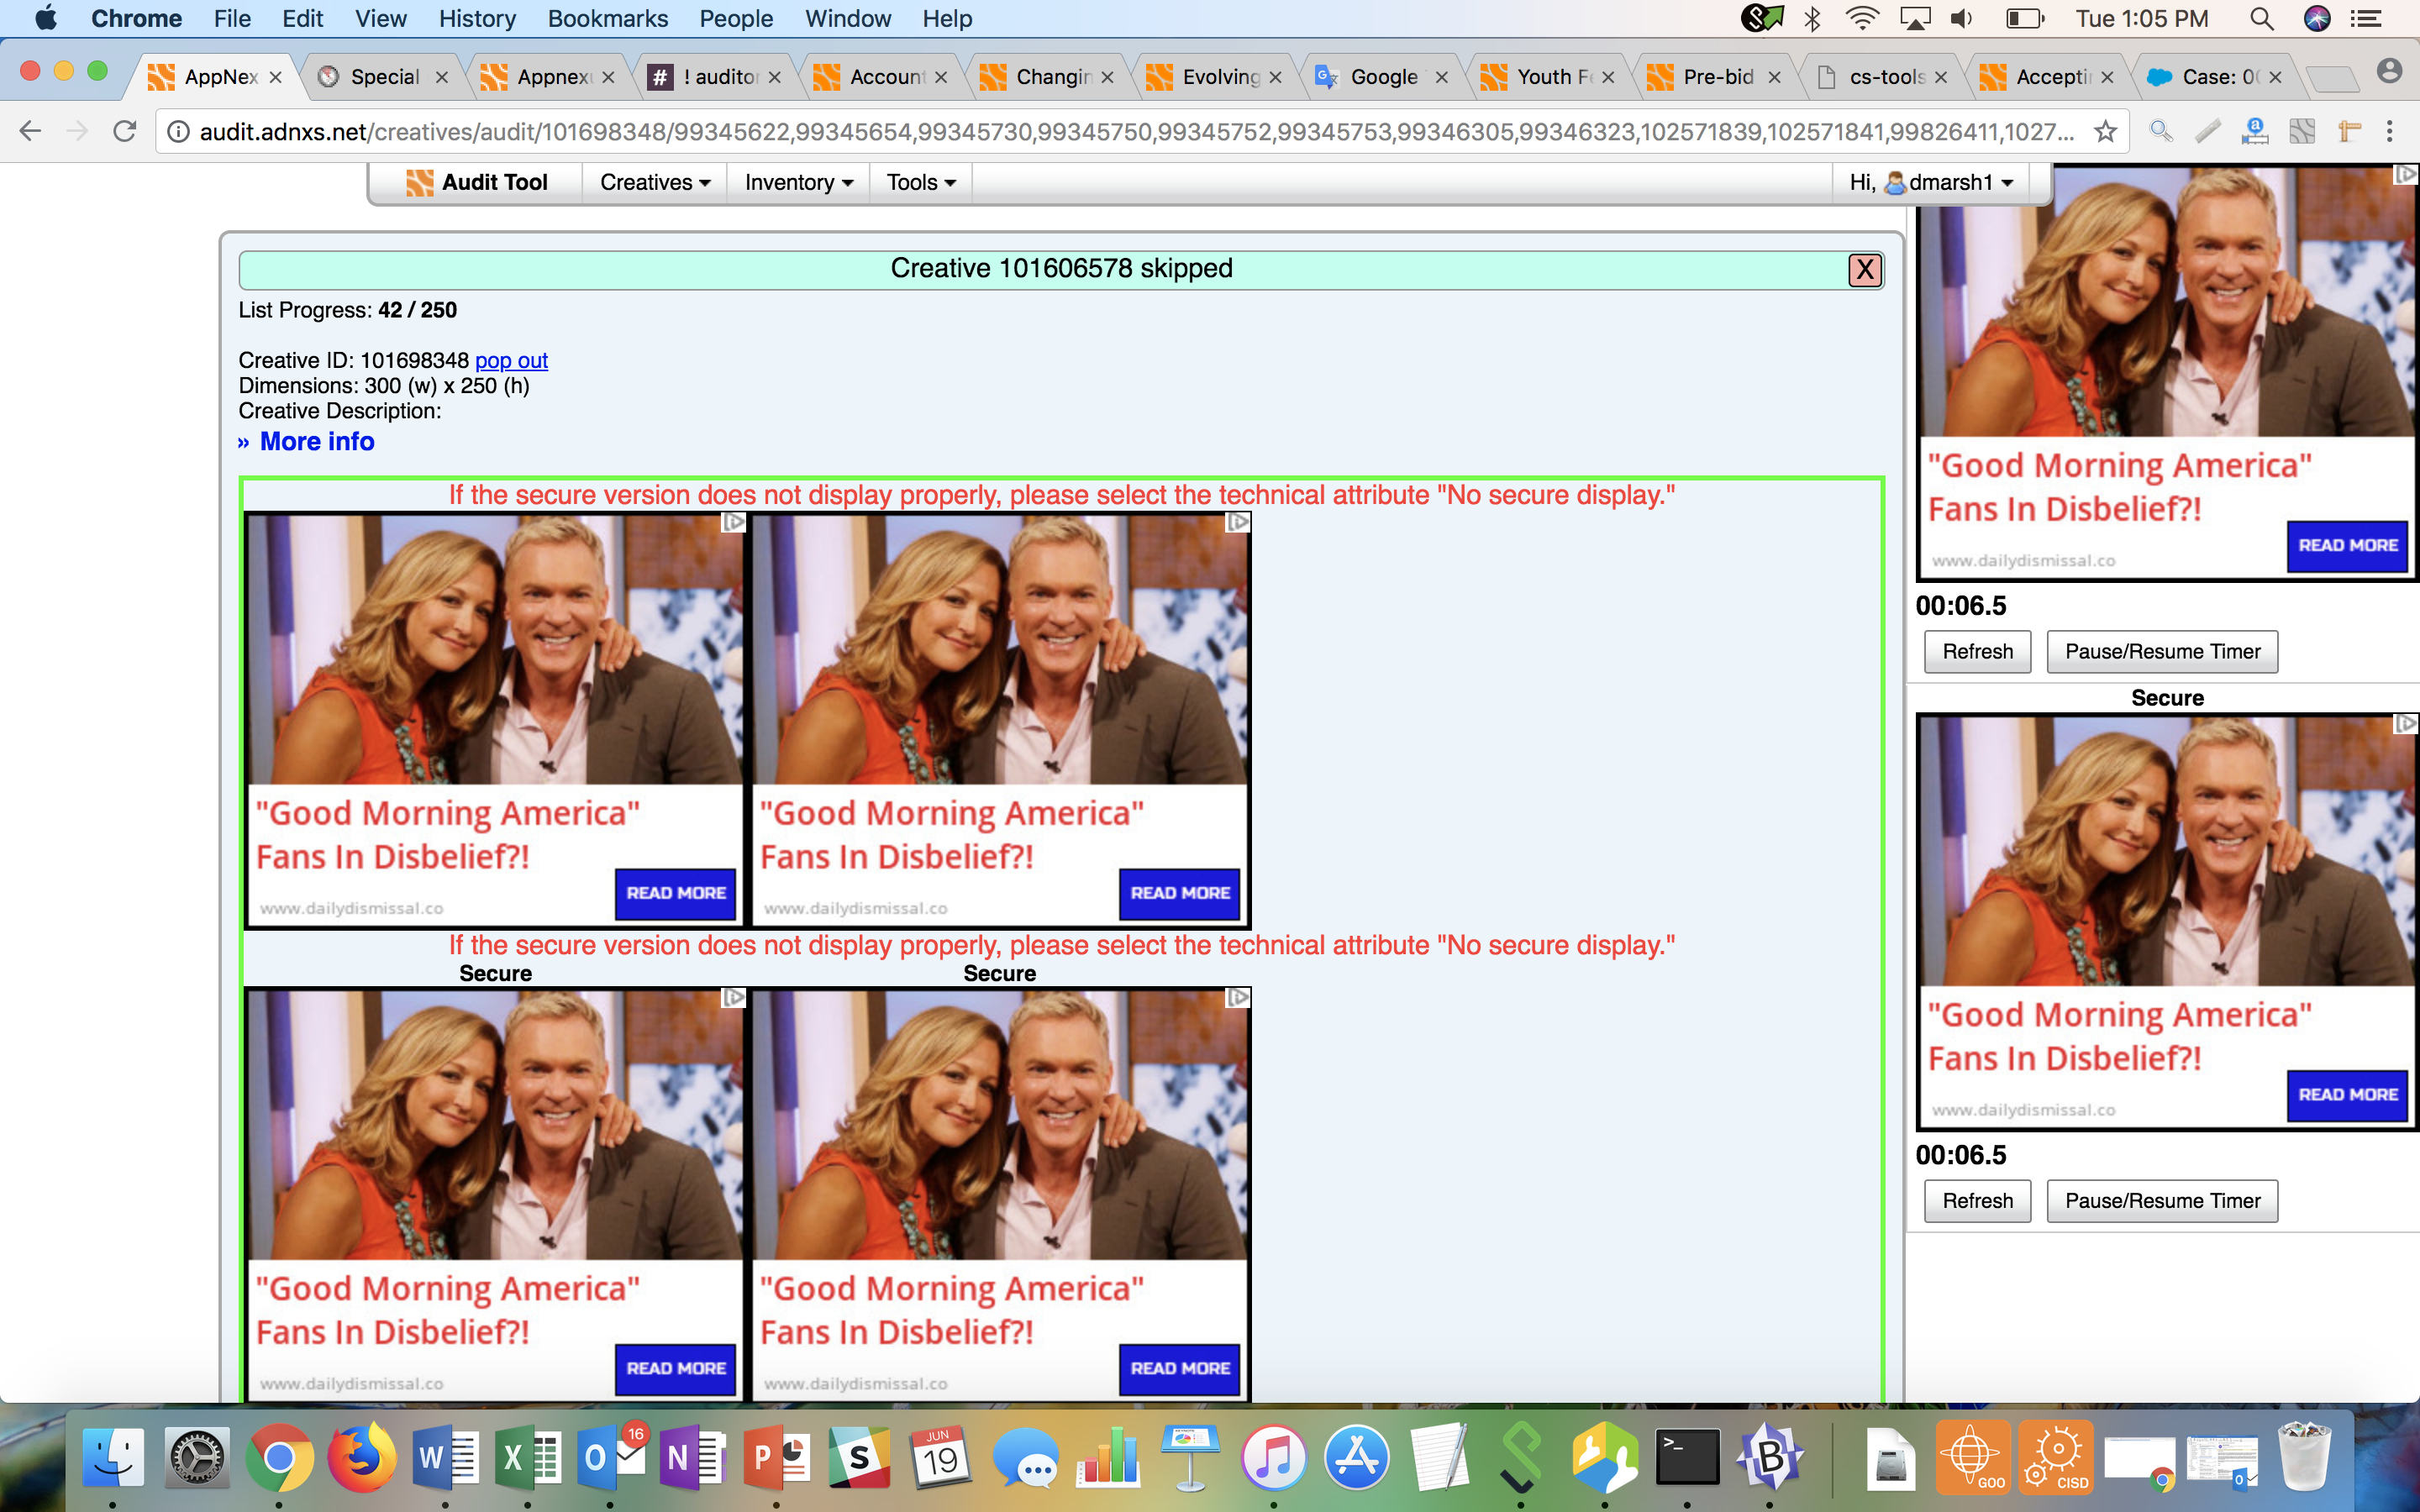 Chrome File Edit View History Bookmarks People Window Help Tue 1:05 PM
AppNex Special Appnex # ! auditor Account Changin Evolving Google Youth Fe Pre-bid cs-tools Accepti Case: 0
audit.adnxs.net/creatives/audit/101698348/99345622,99345654,99345730,99345750,99345752,99345753,99346305,99346323,102571839,102571841,99826411,1027...
Audit Tool Creatives Inventory Tools Hi, dmarsh1
Creative 101606578 skipped X
List Progress: 42 / 250
Creative ID: 101698348 pop out
Dimensions: 300 (w) x 250 (h)
Creative Description:
» More info
If the secure version does not display properly, please select the technical attribute "No secure display."
"Good Morning America"
Fans In Disbelief?!
READ MORE
www.dailydismissal.co
"Good Morning America"
Fans In Disbelief?!
READ MORE
www.dailydismissal.co
If the secure version does not display properly, please select the technical attribute "No secure display."
Secure Secure
"Good Morning America"
Fans In Disbelief?!
READ MORE
www.dailydismissal.co
"Good Morning America"
Fans In Disbelief?!
READ MORE
www.dailydismissal.co
"Good Morning America"
Fans In Disbelief?!
READ MORE
www.dailydismissal.co
00:06.5
Refresh Pause/Resume Timer
Secure
"Good Morning America"
Fans In Disbelief?!
READ MORE
www.dailydismissal.co
00:06.5
Refresh Pause/Resume Timer
W X O 16 N P S JUN 19 >_ B GOO CISD